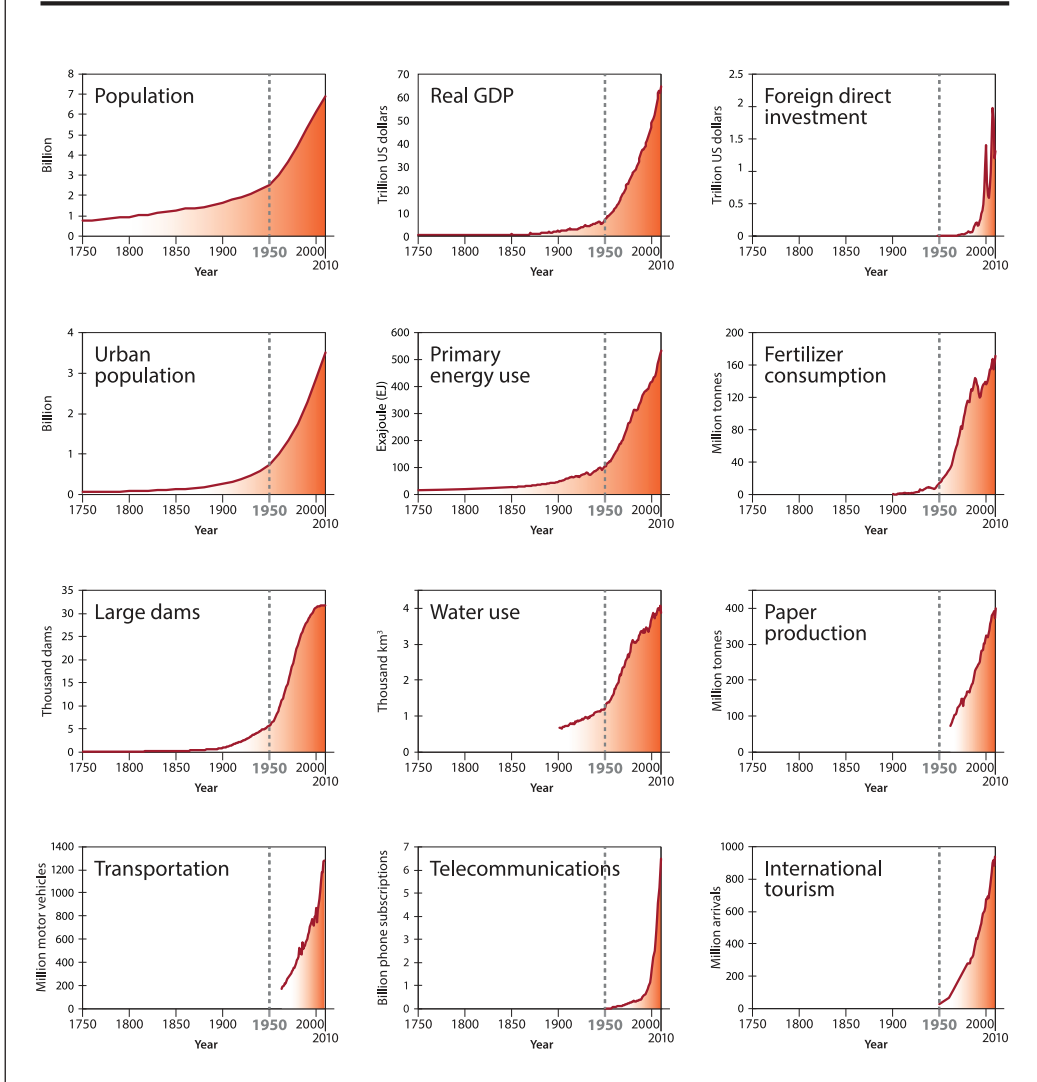 Population
Billion
8
7
6
5
4
3
2
1
0
1750 1800 1850 1900 1950 2000 2010
Year
Real GDP
Trillion US dollars
70
60
50
40
30
20
10
0
1750 1800 1850 1900 1950 2000 2010
Year
Foreign direct
investment
Trillion US dollars
2.5
2
1.5
1
0.5
0
1750 1800 1850 1900 1950 2000 2010
Year
Urban
population
Billion
4
3
2
1
0
1750 1800 1850 1900 1950 2000 2010
Year
Primary
energy use
Exajoule (EJ)
600
500
400
300
200
100
0
1750 1800 1850 1900 1950 2000 2010
Year
Fertilizer
consumption
Million tonnes
200
160
120
80
40
0
1750 1800 1850 1900 1950 2000 2010
Year
Large dams
Thousand dams
35
30
25
20
15
10
5
0
1750 1800 1850 1900 1950 2000 2010
Year
Water use
Thousand km³
4
3
2
1
0
1750 1800 1850 1900 1950 2000 2010
Year
Paper
production
Million tonnes
400
300
200
100
0
1750 1800 1850 1900 1950 2000 2010
Year
Transportation
Million motor vehicles
1400
1200
1000
800
600
400
200
0
1750 1800 1850 1900 1950 2000 2010
Year
Telecommunications
Billion phone subscriptions
7
6
5
4
3
2
1
0
1750 1800 1850 1900 1950 2000 2010
Year
International
tourism
Million arrivals
1000
800
600
400
200
0
1750 1800 1850 1900 1950 2000 2010
Year